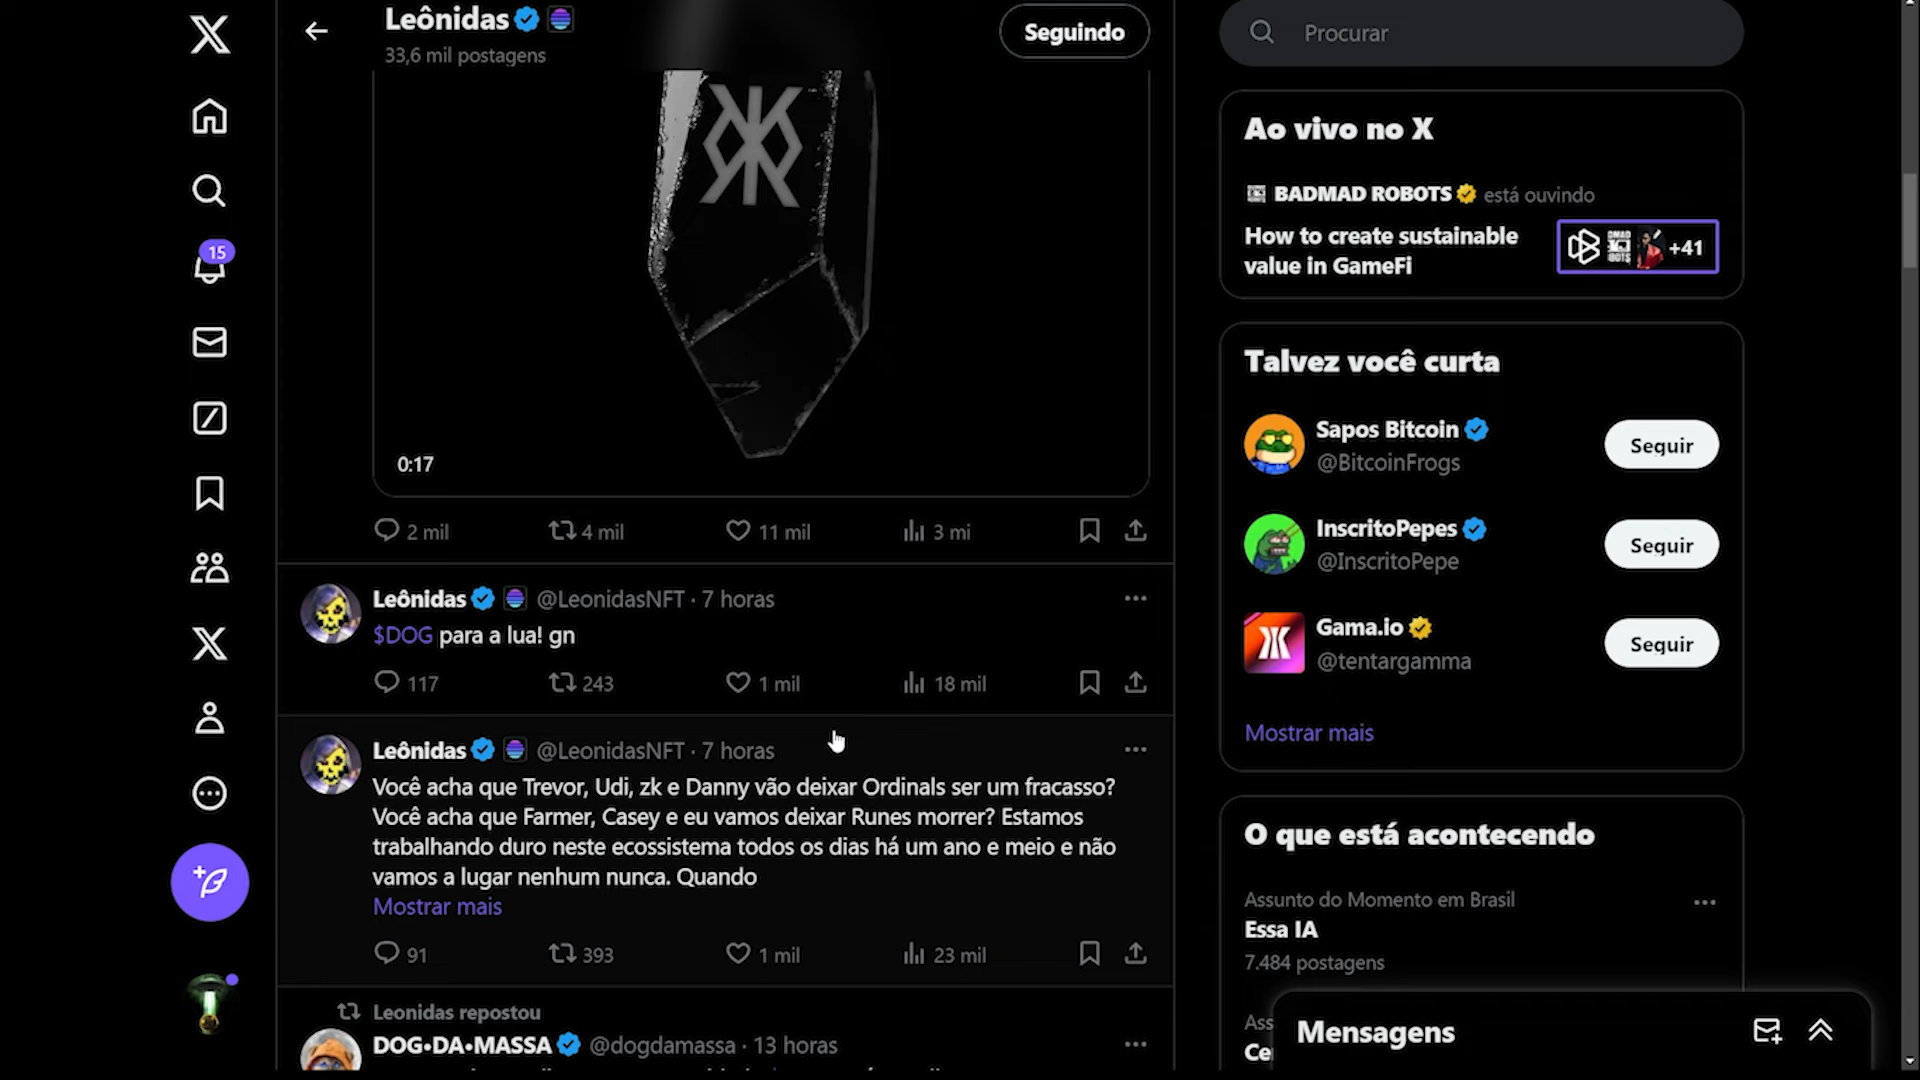 Leônidas
33,6 mil postagens
Seguindo
0:17
2 mil
4 mil
11 mil
3 mi
Leônidas @LeonidasNFT · 7 horas
$DOG para a lua! gn
117
243
1 mil
18 mil
Leônidas @LeonidasNFT · 7 horas
Você acha que Trevor, Udi, zk e Danny vão deixar Ordinals ser um fracasso?
Você acha que Farmer, Casey e eu vamos deixar Runes morrer? Estamos
trabalhando duro neste ecossistema todos os dias há um ano e meio e não
vamos a lugar nenhum nunca. Quando
Mostrar mais
91
393
1 mil
23 mil
Leonidas repostou
DOG•DA•MASSA @dogdamassa · 13 horas
15
Procurar
Ao vivo no X
BADMAD ROBOTS está ouvindo
How to create sustainable
value in GameFi
+41
Talvez você curta
Sapos Bitcoin
@BitcoinFrogs
Seguir
InscritoPepes
@InscritoPepe
Seguir
Gama.io
@tentargamma
Seguir
Mostrar mais
O que está acontecendo
Assunto do Momento em Brasil
Essa IA
7.484 postagens
Ass
Ce
Mensagens